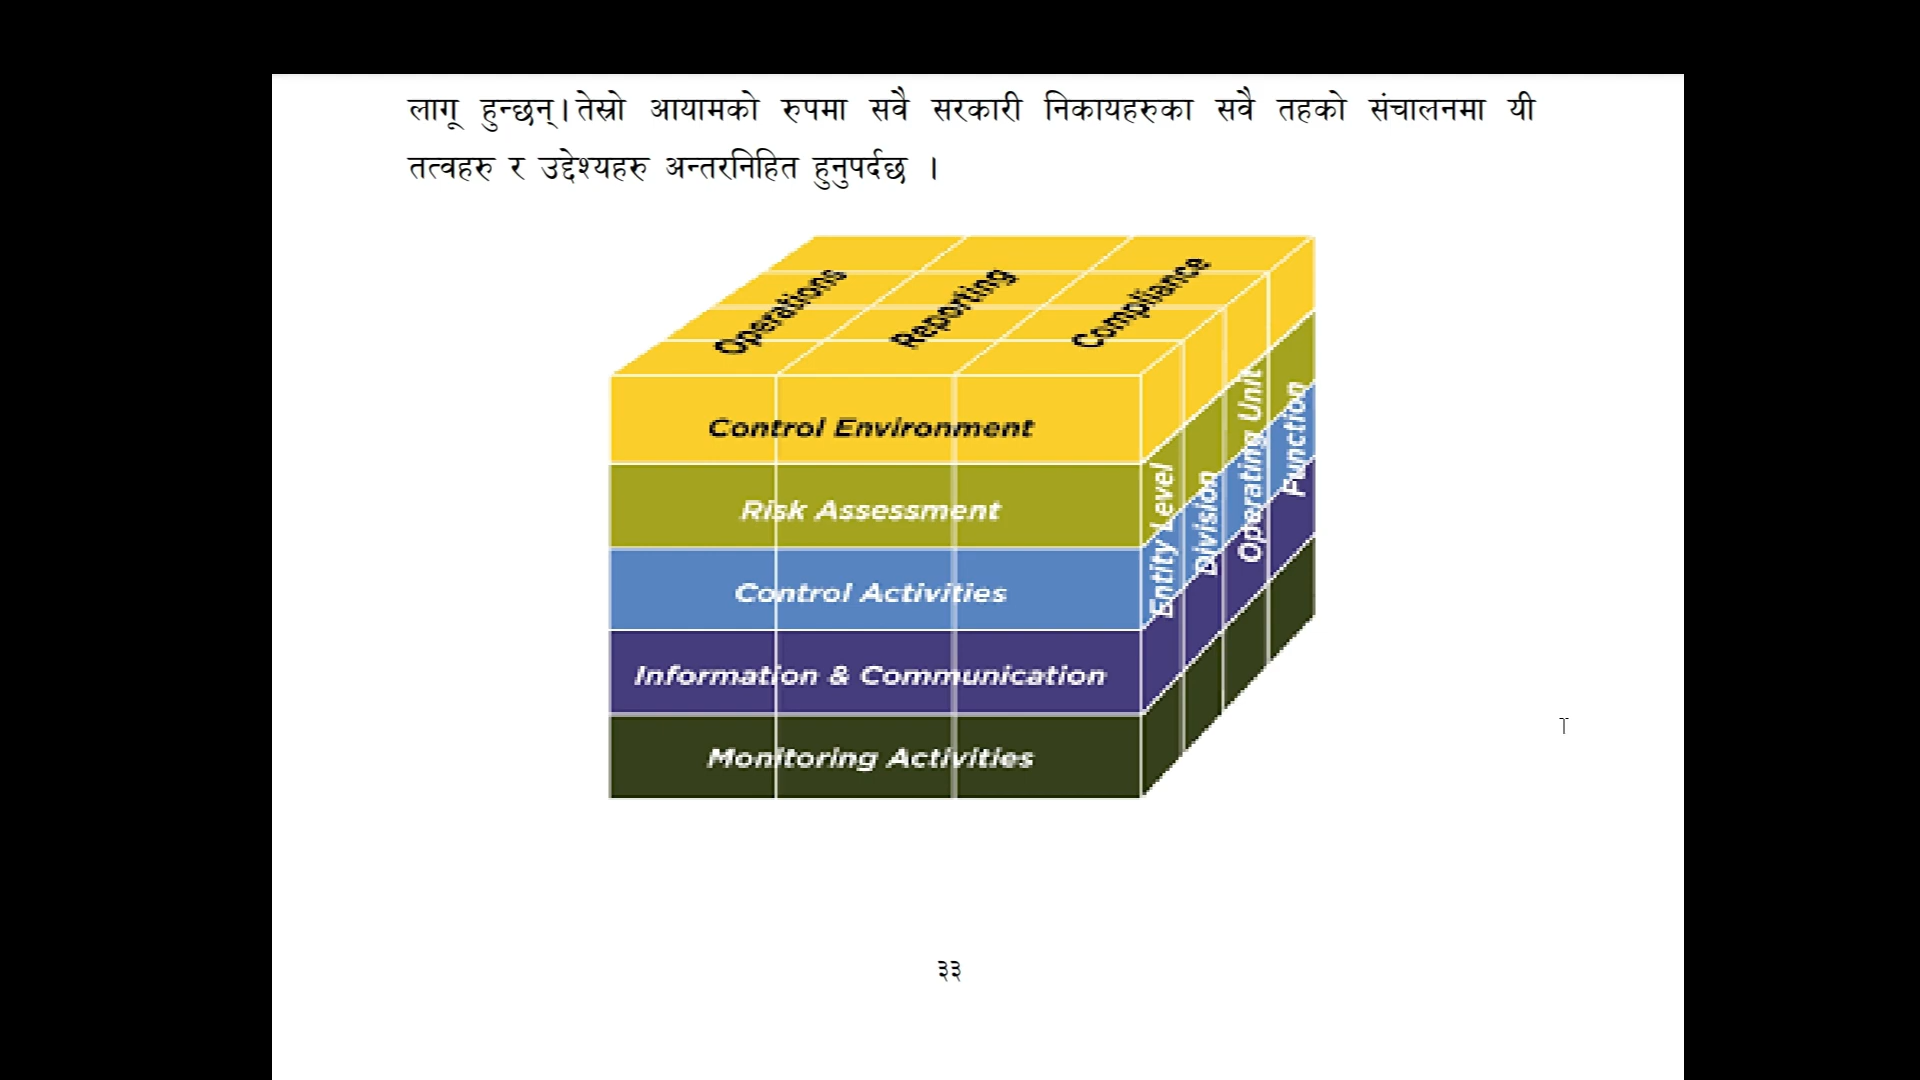 लागू हुन्छन्।तेस्रो आयामको रुपमा सवै सरकारी निकायहरुका सवै तहको संचालनमा यी
तत्वहरु र उद्देश्यहरु अन्तरनिहित हुनुपर्दछ ।
Operations
Reporting
Compliance
Control Environment
Risk Assessment
Control Activities
Information & Communication
Monitoring Activities
Entity Level
Division
Operating Unit
Function
३३